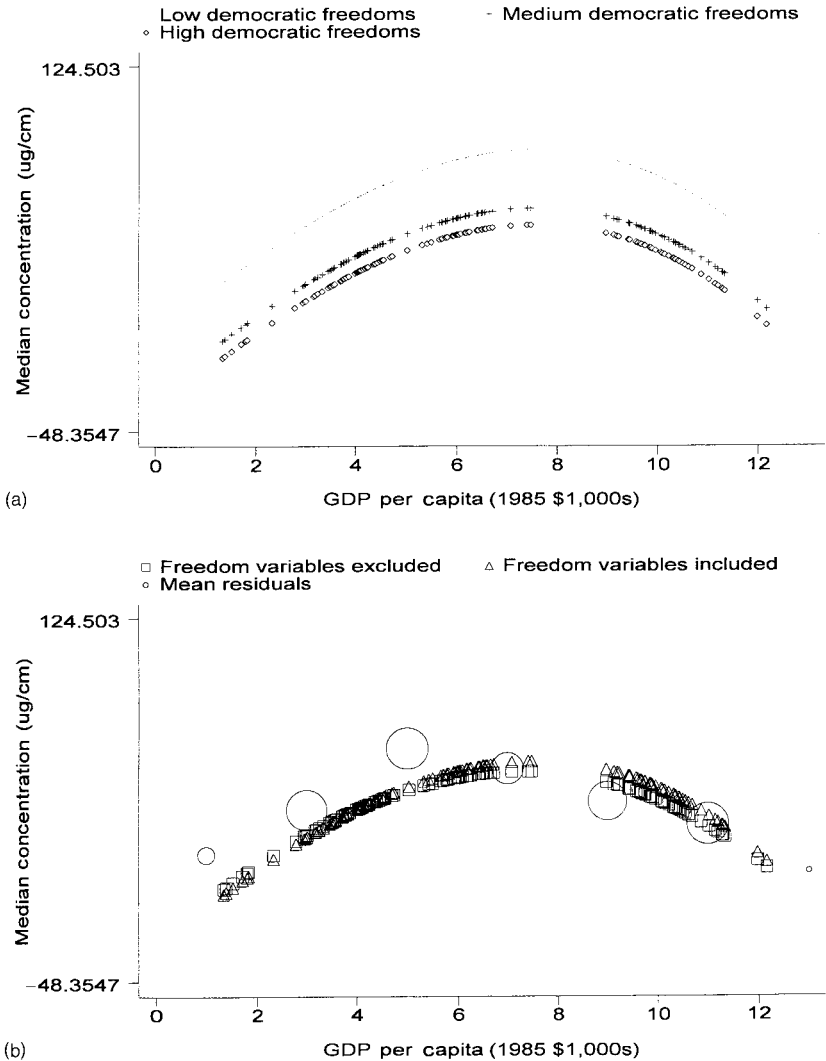 Low democratic freedoms
- Medium democratic freedoms
High democratic freedoms
124.503
Median concentration (ug/cm)
-48.3547
0 2 4 6 8 10 12
GDP per capita (1985 $1,000s)
(a)
Freedom variables excluded
Freedom variables included
Mean residuals
124.503
Median concentration (ug/cm)
-48.3547
0 2 4 6 8 10 12
GDP per capita (1985 $1,000s)
(b)